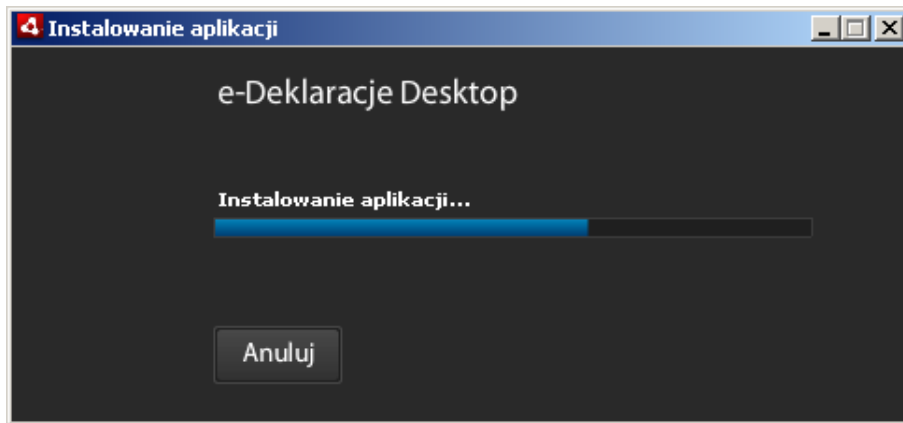 Instalowanie aplikacji
e-Deklaracje Desktop
Instalowanie aplikacji...
Anuluj